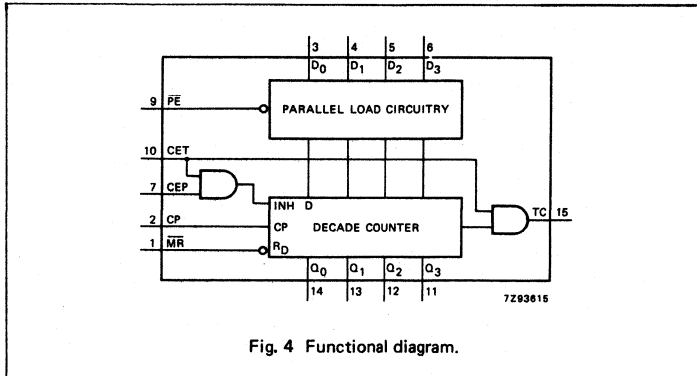 3 4 5 6
D0 D1 D2 D3
9 PE
PARALLEL LOAD CIRCUITRY
10 CET
7 CEP
INH D
TC 15
2 CP
CP DECADE COUNTER
1 MR
RD
Q0 Q1 Q2 Q3
14 13 12 11
7Z93615
Fig. 4 Functional diagram.